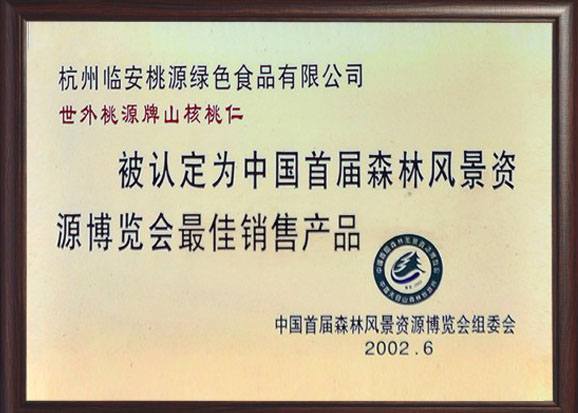 杭州临安桃源绿色食品有限公司
世外桃源牌山核桃仁
被认定为中国首届森林风景资
源博览会最佳销售产品
中国首届森林风景资源博览会组委会
2002.6